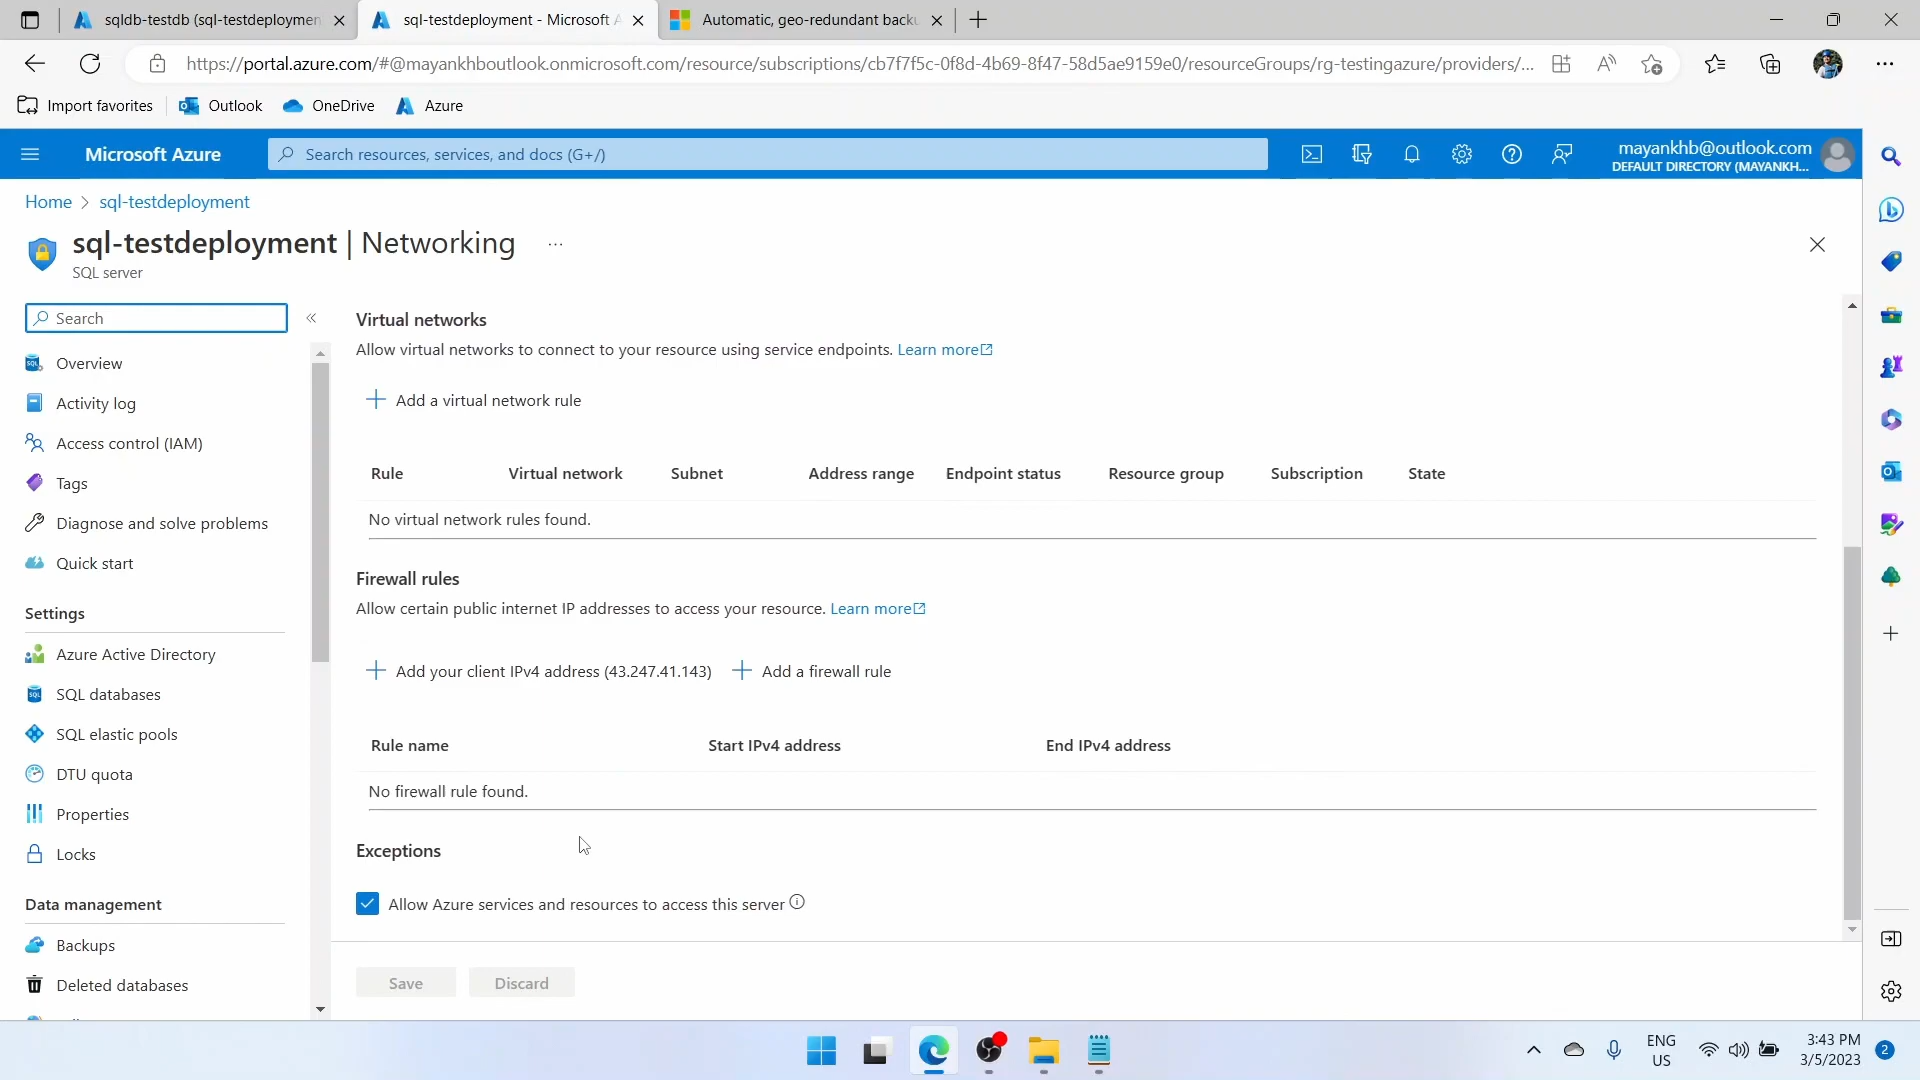 sqldb-testdb (sql-testdeploymen
sql-testdeployment - Microsoft A
Automatic, geo-redundant backu
https://portal.azure.com/#@mayankhboutlook.onmicrosoft.com/resource/subscriptions/cb7f7f5c-0f8d-4b69-8f47-58d5ae9159e0/resourceGroups/rg-testingazure/providers/...
Import favorites
Outlook
OneDrive
Azure
Microsoft Azure
Search resources, services, and docs (G+/)
mayankhb@outlook.com
DEFAULT DIRECTORY (MAYANKH...
Home > sql-testdeployment
sql-testdeployment | Networking ...
SQL server
Search
Overview
Activity log
Access control (IAM)
Tags
Diagnose and solve problems
Quick start
Settings
Azure Active Directory
SQL databases
SQL elastic pools
DTU quota
Properties
Locks
Data management
Backups
Deleted databases
Virtual networks
Allow virtual networks to connect to your resource using service endpoints. Learn more
Add a virtual network rule
Rule Virtual network Subnet Address range Endpoint status Resource group Subscription State
No virtual network rules found.
Firewall rules
Allow certain public internet IP addresses to access your resource. Learn more
Add your client IPv4 address (43.247.41.143) Add a firewall rule
Rule name Start IPv4 address End IPv4 address
No firewall rule found.
Exceptions
Allow Azure services and resources to access this server
Save Discard
ENG
US
3:43 PM
3/5/2023
2